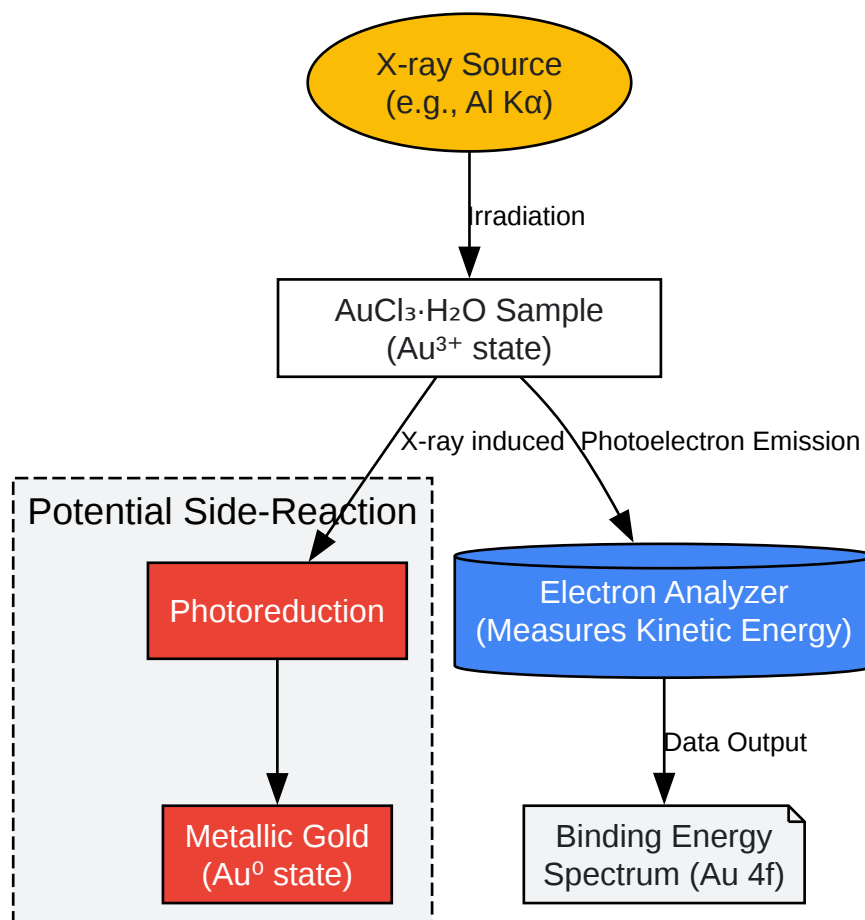 X-ray Source
(e.g., Al Kα)
Irradiation
AuCl₃·H₂O Sample
(Au³⁺ state)
X-ray induced
Photoelectron Emission
Potential Side-Reaction
Photoreduction
Electron Analyzer
(Measures Kinetic Energy)
Data Output
Metallic Gold
(Au⁰ state)
Binding Energy
Spectrum (Au 4f)